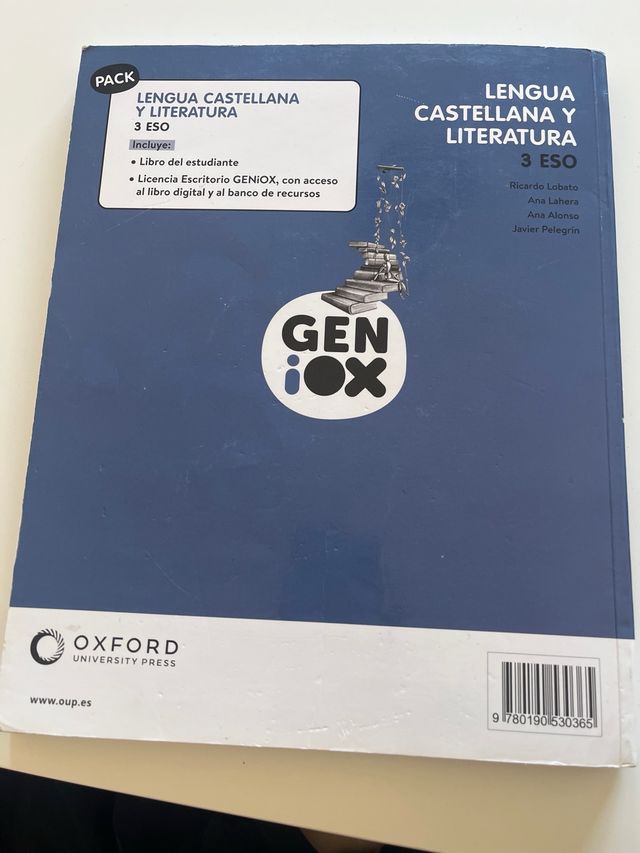 PACK
LENGUA CASTELLANA
Y LITERATURA
3 ESO
Incluye:
• Libro del estudiante
• Licencia Escritorio GENiOX, con acceso
al libro digital y al banco de recursos
LENGUA
CASTELLANA Y
LITERATURA
3 ESO
Ricardo Lobato
Ana Lahera
Ana Alonso
Javier Pelegrín
GEN
iOX
OXFORD
UNIVERSITY PRESS
www.oup.es
9 780190 530365